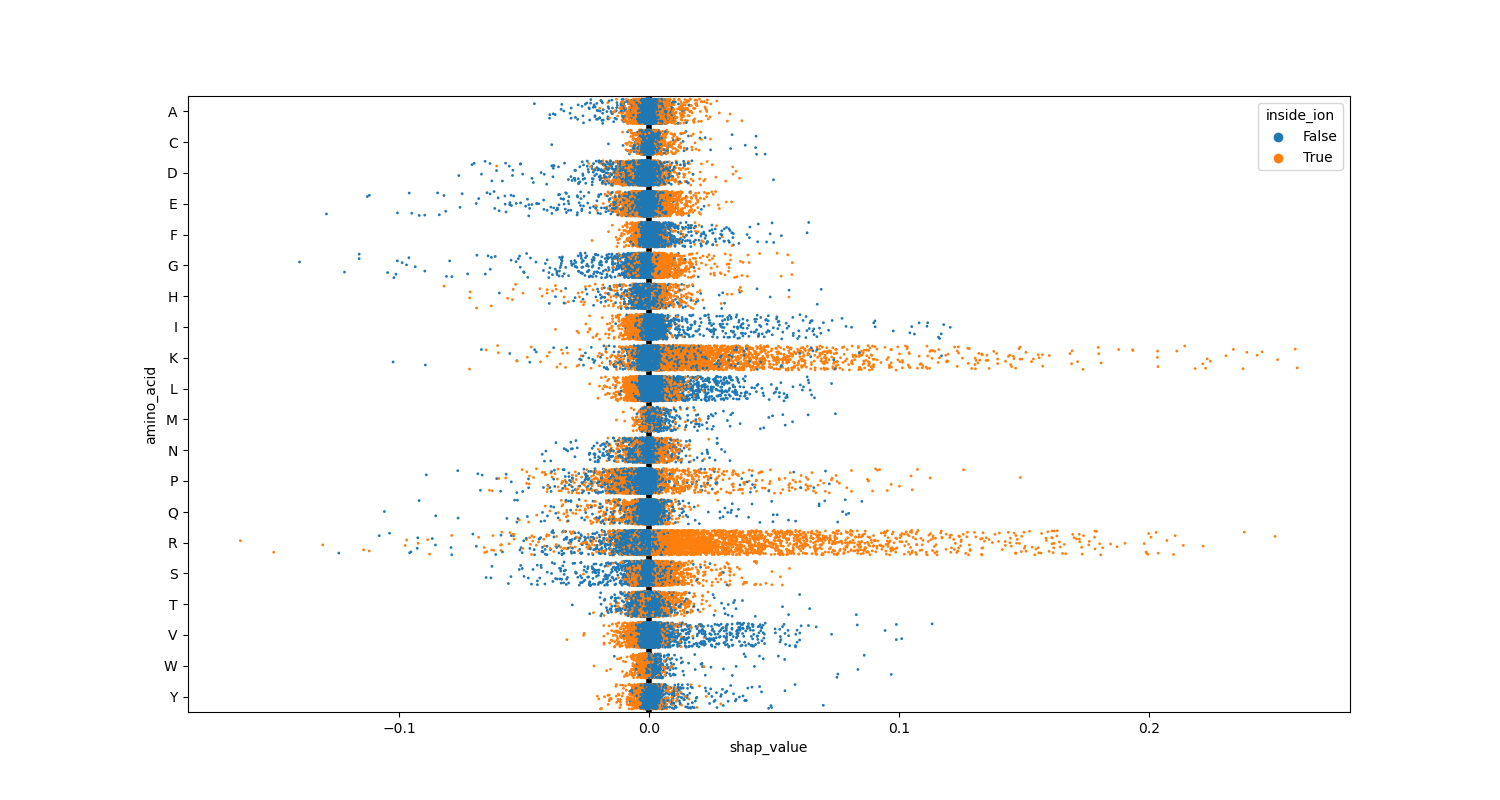 inside_ion
False
True
amino_acid
A
C
D
E
F
G
H
I
K
L
M
N
P
Q
R
S
T
V
W
Y
−0.1
0.0
0.1
0.2
shap_value